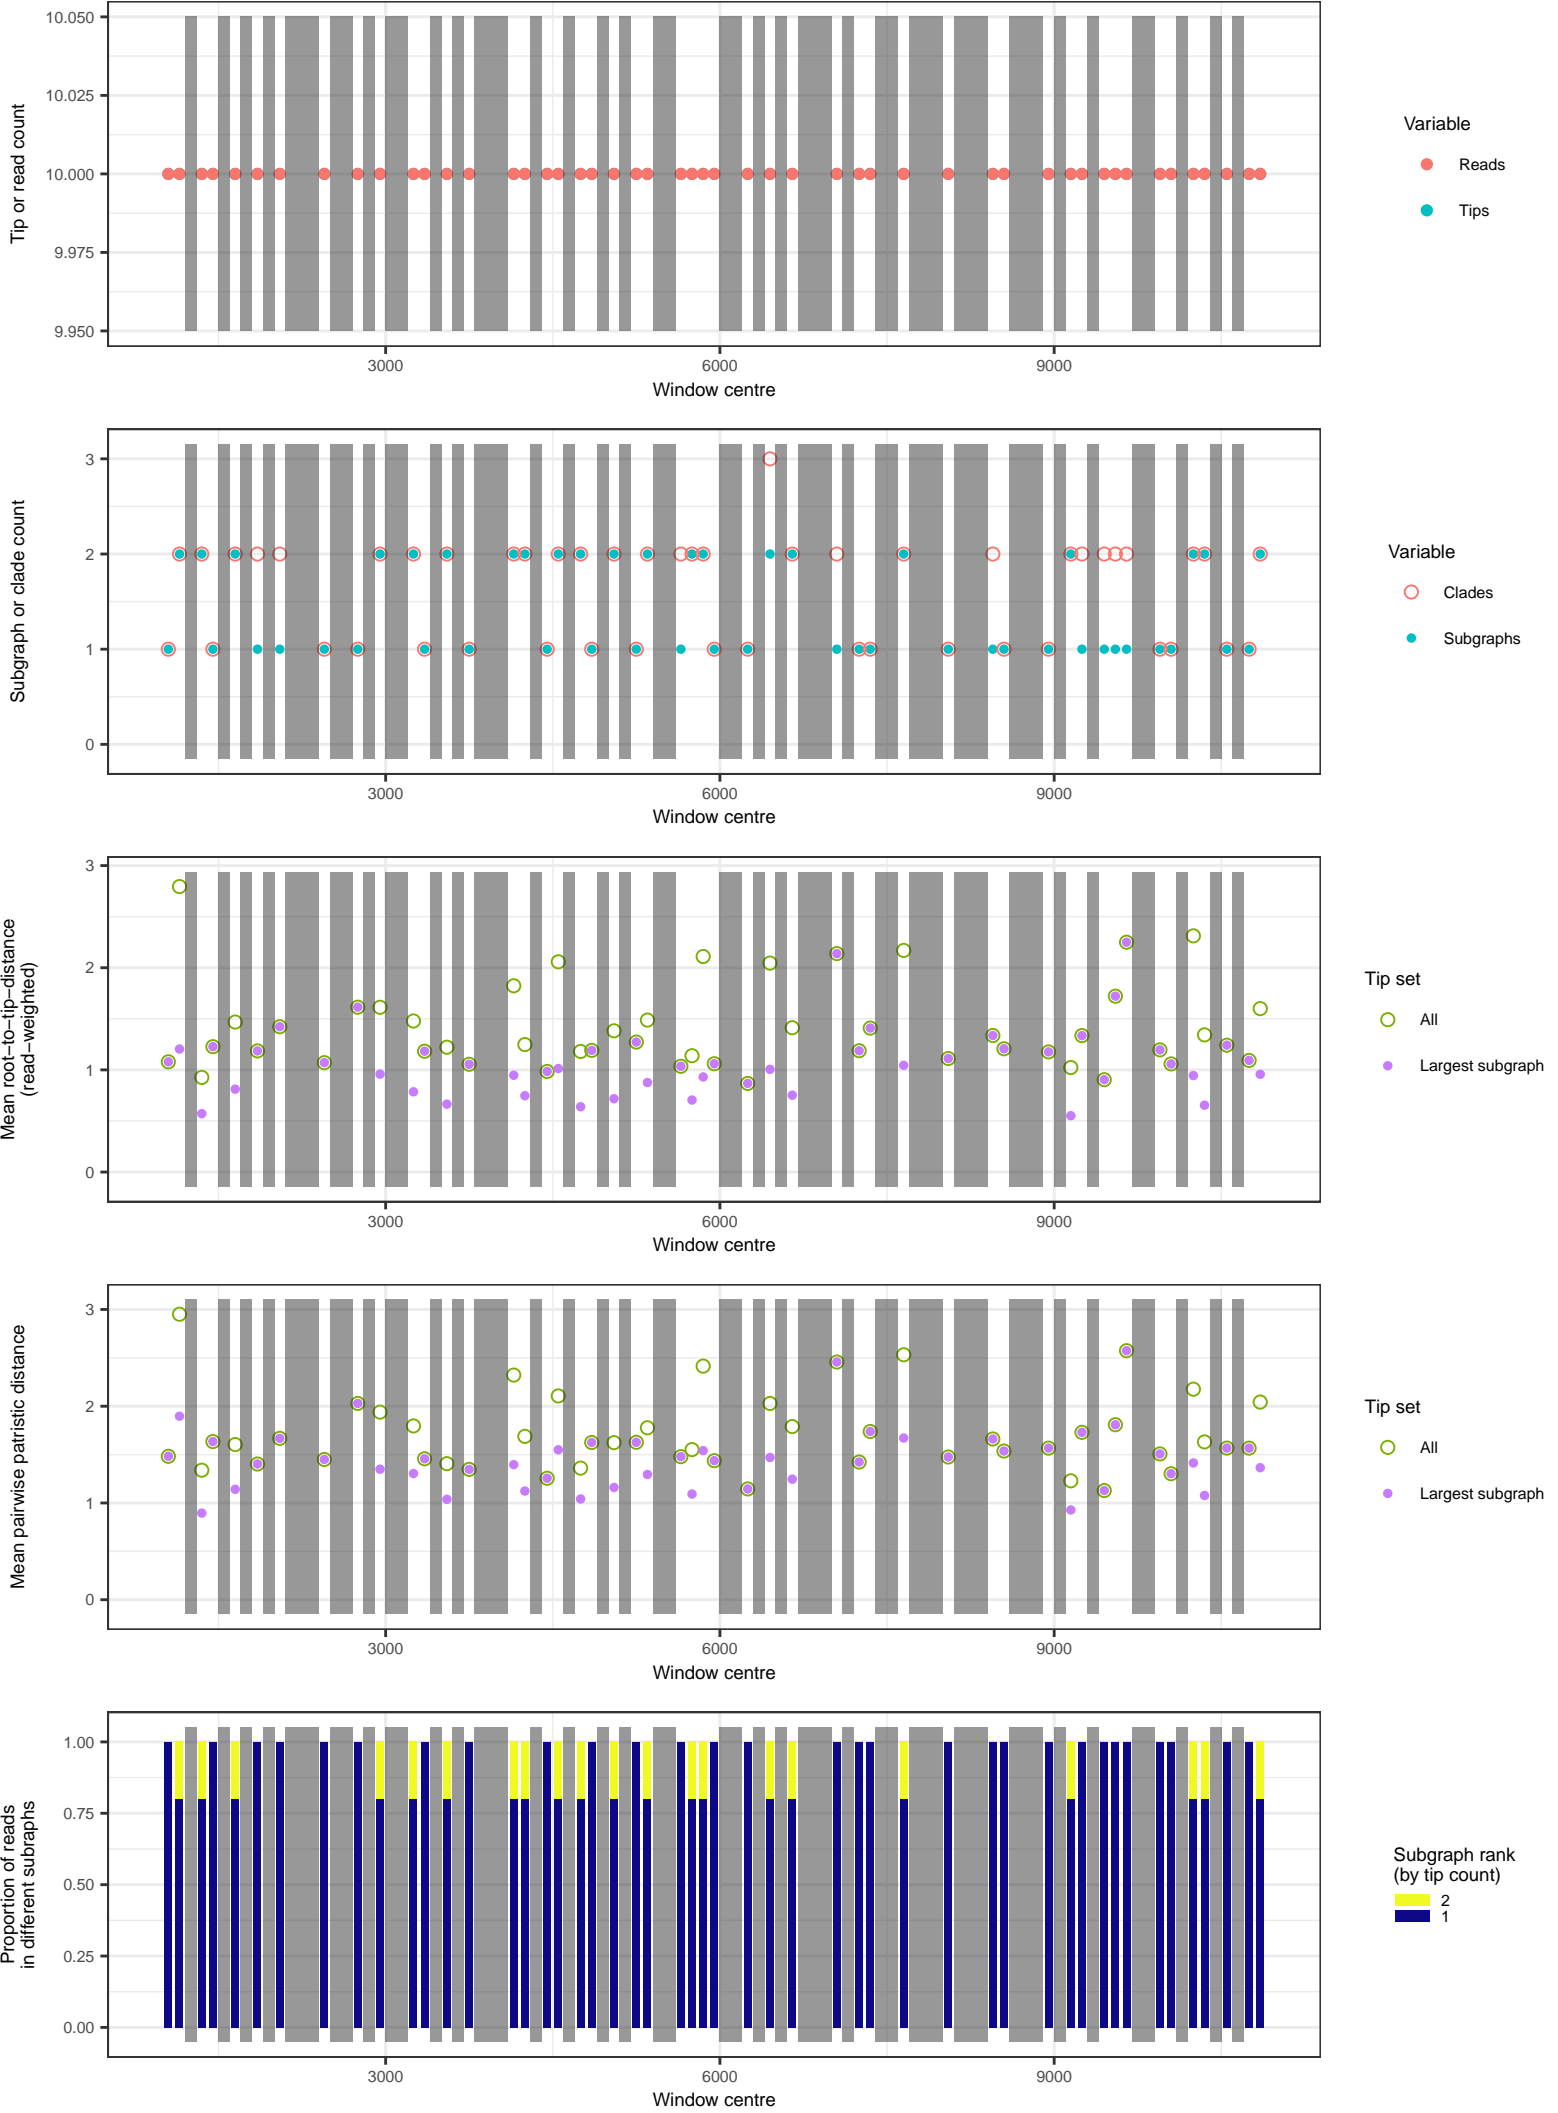 10.050
10.025
10.000
9.975
9.950
Tip or read count
3000
6000
9000
Window centre
Variable
Reads
Tips
3
2
1
0
Subgraph or clade count
3000
6000
9000
Window centre
Variable
Clades
Subgraphs
3
2
1
0
Mean root−to−tip−distance
(read−weighted)
3000
6000
9000
Window centre
Tip set
All
Largest subgraph
3
2
1
0
Mean pairwise patristic distance
3000
6000
9000
Window centre
Tip set
All
Largest subgraph
1.00
0.75
0.50
0.25
0.00
Proportion of reads
in different subraphs
3000
6000
9000
Window centre
Subgraph rank
(by tip count)
2
1